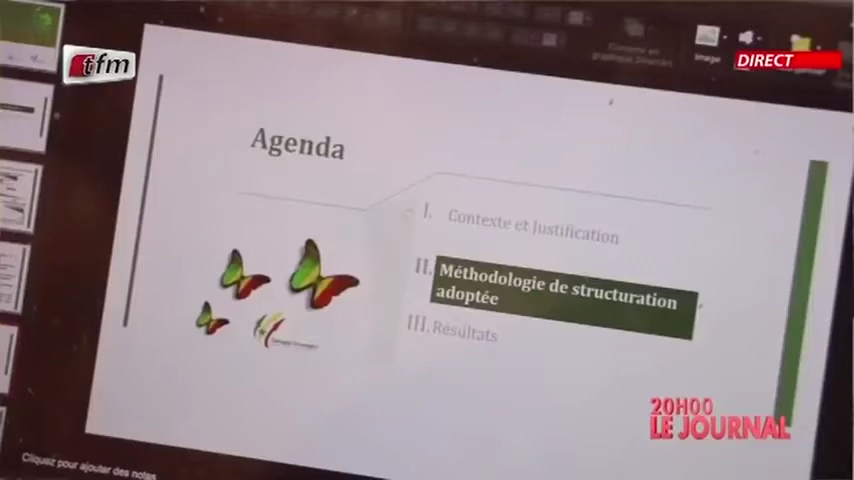 tfm
DIRECT
Image
Agenda
I. Contexte et Justification
II. Méthodologie de structuration
adoptée
III. Résultats
20H00
LE JOURNAL
Cliquez pour ajouter des notes